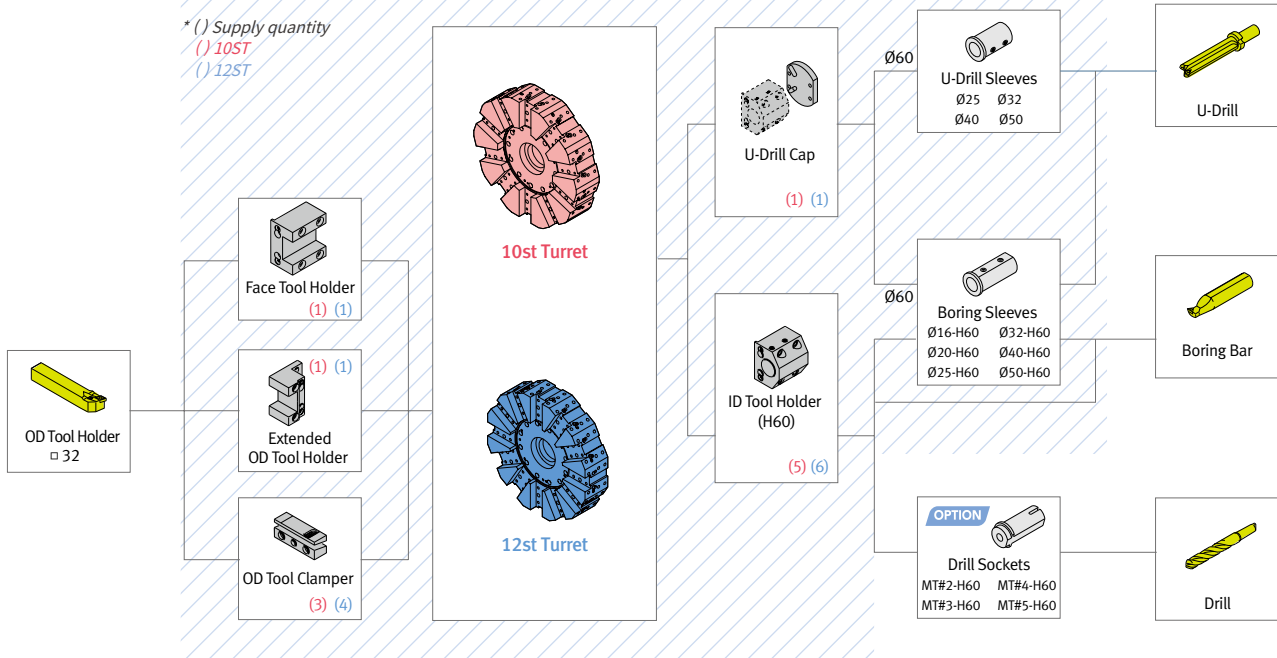 * ( ) Supply quantity
( ) 10ST
( ) 12ST
OD Tool Holder
□ 32
Face Tool Holder
(1) (1)
(1) (1)
Extended
OD Tool Holder
OD Tool Clamper
(3) (4)
10st Turret
12st Turret
U-Drill Cap
(1) (1)
ID Tool Holder
(H60)
(5) (6)
Ø60
U-Drill Sleeves
Ø25 Ø32
Ø40 Ø50
Ø60
Boring Sleeves
Ø16-H60 Ø32-H60
Ø20-H60 Ø40-H60
Ø25-H60 Ø50-H60
OPTION
Drill Sockets
MT#2-H60 MT#4-H60
MT#3-H60 MT#5-H60
U-Drill
Boring Bar
Drill